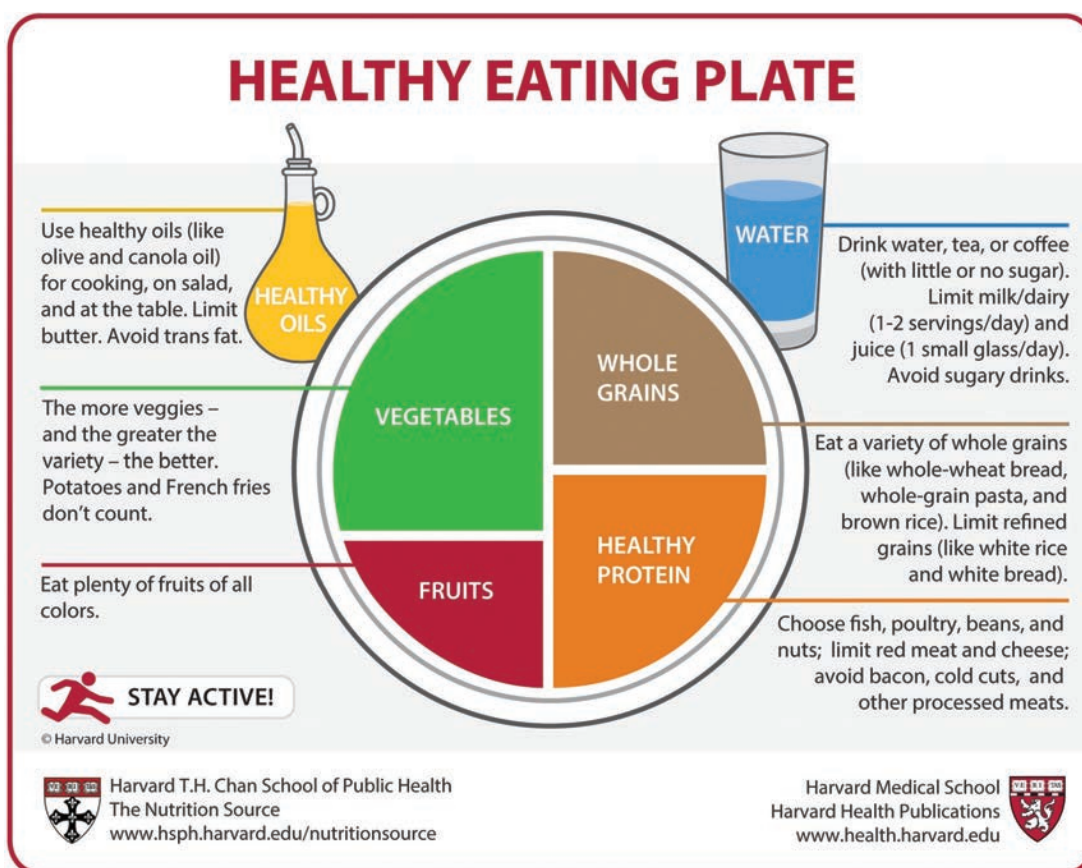 HEALTHY EATING PLATE
Use healthy oils (like
olive and canola oil)
for cooking, on salad,
and at the table. Limit
butter. Avoid trans fat.
HEALTHY
OILS
WATER
Drink water, tea, or coffee
(with little or no sugar).
Limit milk/dairy
(1-2 servings/day) and
juice (1 small glass/day).
Avoid sugary drinks.
The more veggies –
and the greater the
variety – the better.
Potatoes and French fries
don’t count.
VEGETABLES
WHOLE
GRAINS
Eat a variety of whole grains
(like whole-wheat bread,
whole-grain pasta, and
brown rice). Limit refined
grains (like white rice
and white bread).
Eat plenty of fruits of all
colors.
FRUITS
HEALTHY
PROTEIN
Choose fish, poultry, beans, and
nuts; limit red meat and cheese;
avoid bacon, cold cuts, and
other processed meats.
STAY ACTIVE!
© Harvard University
Harvard T.H. Chan School of Public Health
The Nutrition Source
www.hsph.harvard.edu/nutritionsource
Harvard Medical School
Harvard Health Publications
www.health.harvard.edu